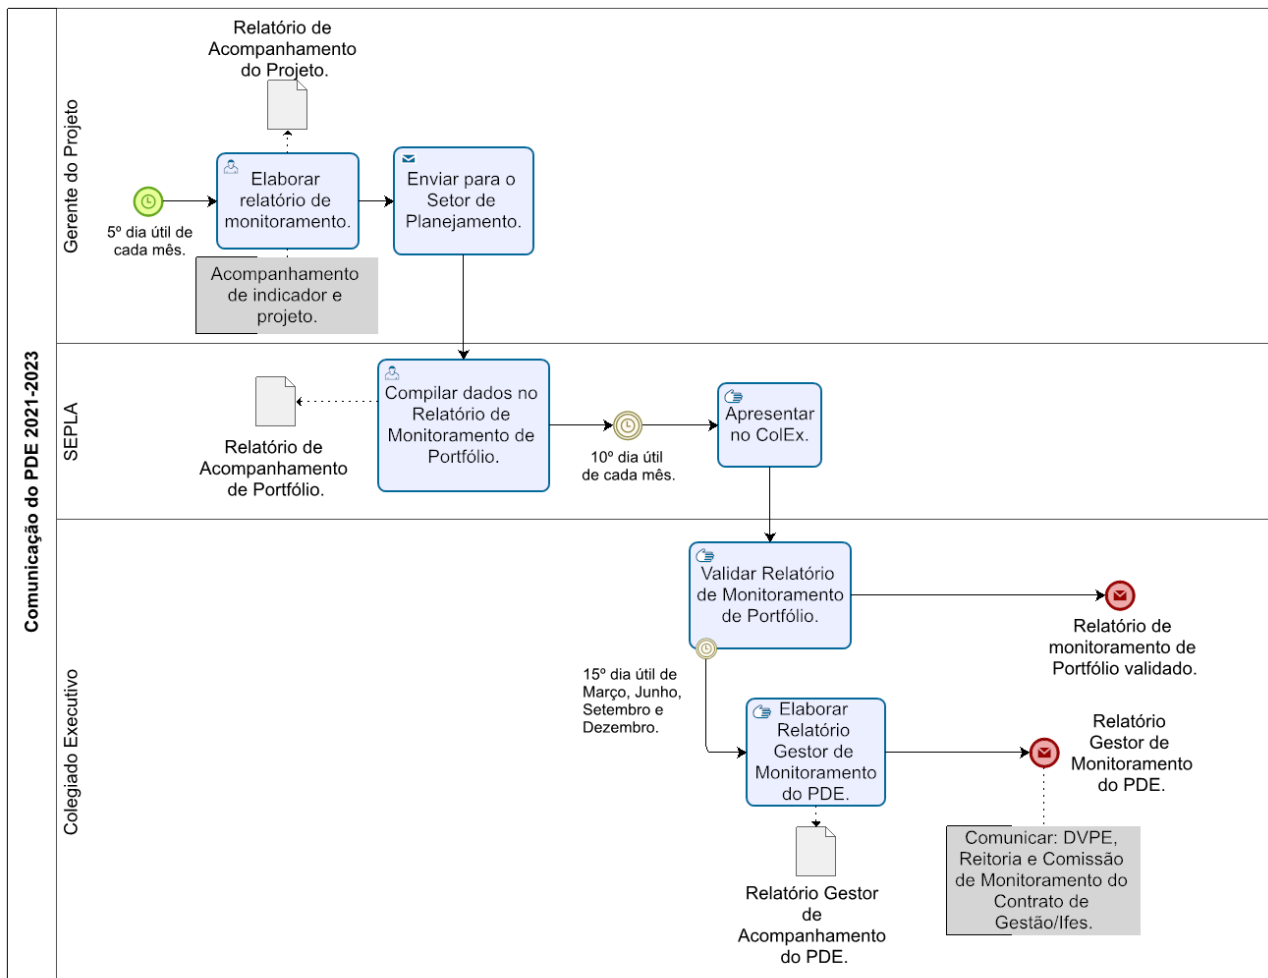 Comunicação do PDE 2021-2023
Gerente do Projeto
Relatório de
Acompanhamento
do Projeto.
5º dia útil de
cada mês.
Elaborar
relatório de
monitoramento.
Enviar para o
Setor de
Planejamento.
Acompanhamento
de indicador e
projeto.
SEPLA
Relatório de
Acompanhamento
de Portfólio.
Compilar dados no
Relatório de
Monitoramento de
Portfólio.
10º dia útil
de cada mês.
Apresentar
no ColEx.
Colegiado Executivo
Validar Relatório
de Monitoramento
de Portfólio.
Relatório de
monitoramento de
Portfólio validado.
15º dia útil de
Março, Junho,
Setembro e
Dezembro.
Elaborar
Relatório
Gestor de
Monitoramento
do PDE.
Relatório
Gestor de
Monitoramento
do PDE.
Relatório Gestor
de
Acompanhamento
do PDE.
Comunicar: DVPE,
Reitoria e Comissão
de Monitoramento do
Contrato de
Gestão/Ifes.